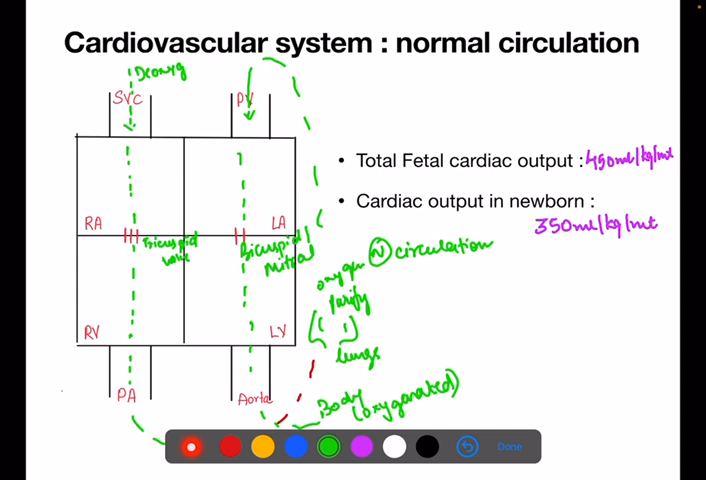 Cardiovascular system : normal circulation
Deoxyg
SVC
PV
• Total Fetal cardiac output : 450ml/kg/mt
• Cardiac output in newborn :
350ml/kg/mt
RA
LA
Tricuspid
valve
Bicuspid/
Mitral
N circulation
oxygen
Purify
RV
LV
lungs
PA
Aorta
Body
(oxygenated)
Done